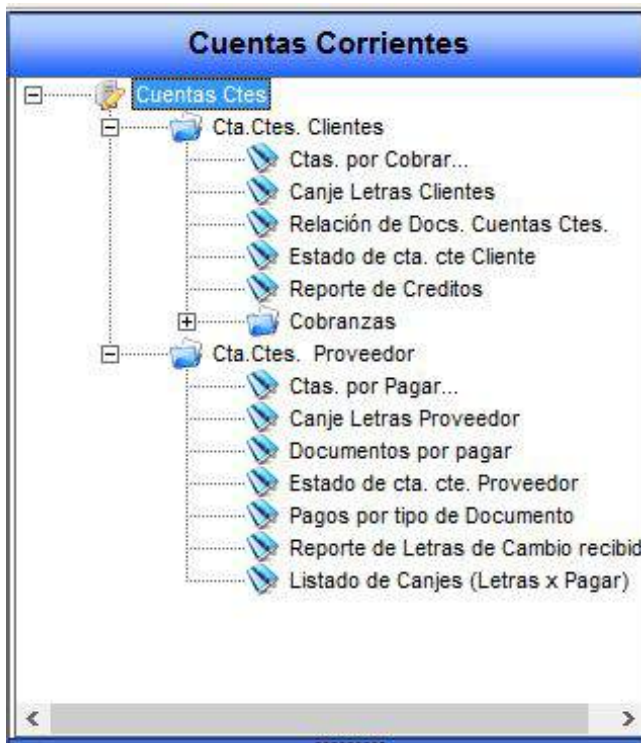 Cuentas Corrientes
Cuentas Ctes
Cta.Ctes. Clientes
Ctas. por Cobrar...
Canje Letras Clientes
Relación de Docs. Cuentas Ctes.
Estado de cta. cte Cliente
Reporte de Creditos
Cobranzas
Cta.Ctes. Proveedor
Ctas. por Pagar...
Canje Letras Proveedor
Documentos por pagar
Estado de cta. cte. Proveedor
Pagos por tipo de Documento
Reporte de Letras de Cambio recibid
Listado de Canjes (Letras x Pagar)